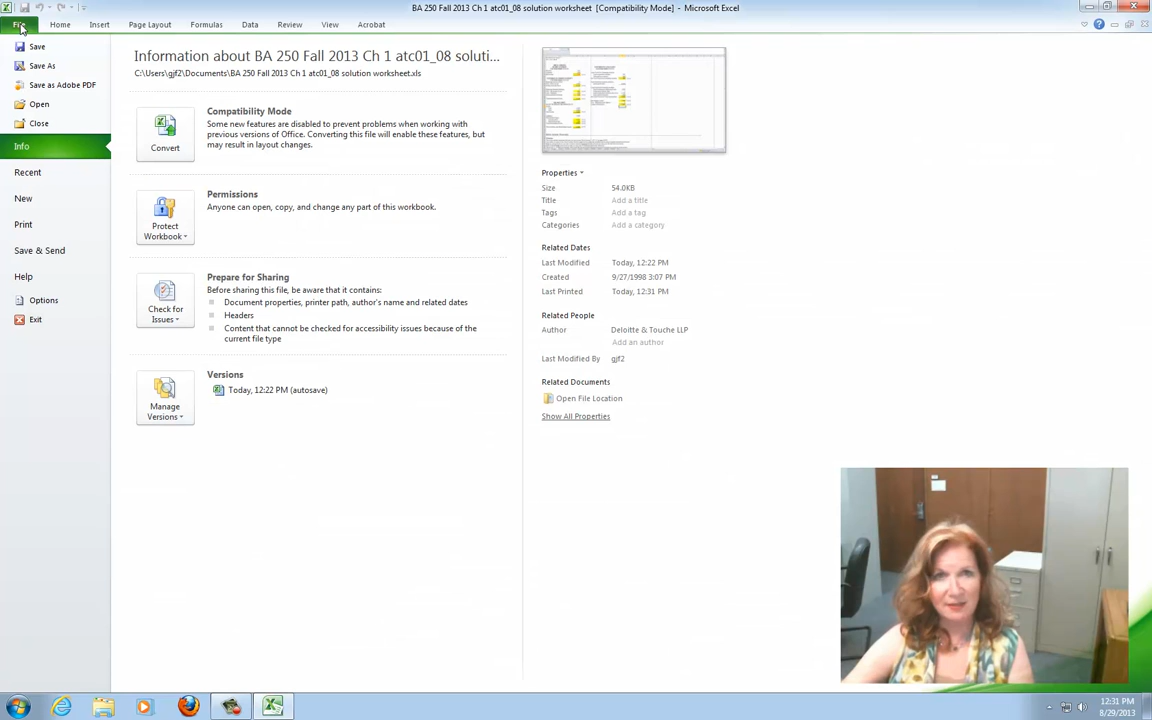 BA 250 Fall 2013 Ch 1 atc01_08 solution worksheet [Compatibility Mode] - Microsoft Excel
File Home Insert Page Layout Formulas Data Review View Acrobat
Save
Save As
Save as Adobe PDF
Open
Close
Info
Recent
New
Print
Save & Send
Help
Options
Exit
Information about BA 250 Fall 2013 Ch 1 atc01_08 soluti...
C:\Users\gjf2\Documents\BA 250 Fall 2013 Ch 1 atc01_08 solution worksheet.xls
Convert
Compatibility Mode
Some new features are disabled to prevent problems when working with
previous versions of Office. Converting this file will enable these features, but
may result in layout changes.
Protect
Workbook
Permissions
Anyone can open, copy, and change any part of this workbook.
Check for
Issues
Prepare for Sharing
Before sharing this file, be aware that it contains:
Document properties, printer path, author's name and related dates
Headers
Content that cannot be checked for accessibility issues because of the
current file type
Manage
Versions
Versions
Today, 12:22 PM (autosave)
Properties
Size 54.0KB
Title Add a title
Tags Add a tag
Categories Add a category
Related Dates
Last Modified Today, 12:22 PM
Created 9/27/1998 3:07 PM
Last Printed Today, 12:31 PM
Related People
Author Deloitte & Touche LLP
Add an author
Last Modified By gjf2
Related Documents
Open File Location
Show All Properties
12:31 PM
8/29/2013